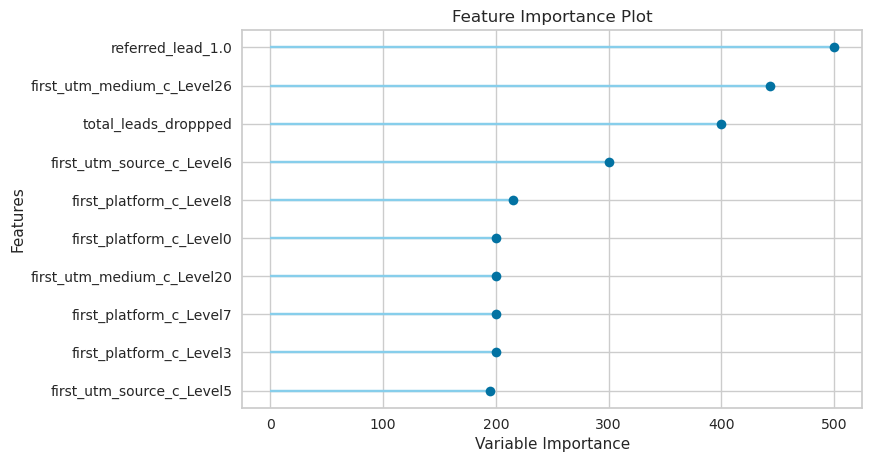 Feature Importance Plot
Features
referred_lead_1.0
first_utm_medium_c_Level26
total_leads_droppped
first_utm_source_c_Level6
first_platform_c_Level8
first_platform_c_Level0
first_utm_medium_c_Level20
first_platform_c_Level7
first_platform_c_Level3
first_utm_source_c_Level5
0 100 200 300 400 500
Variable Importance